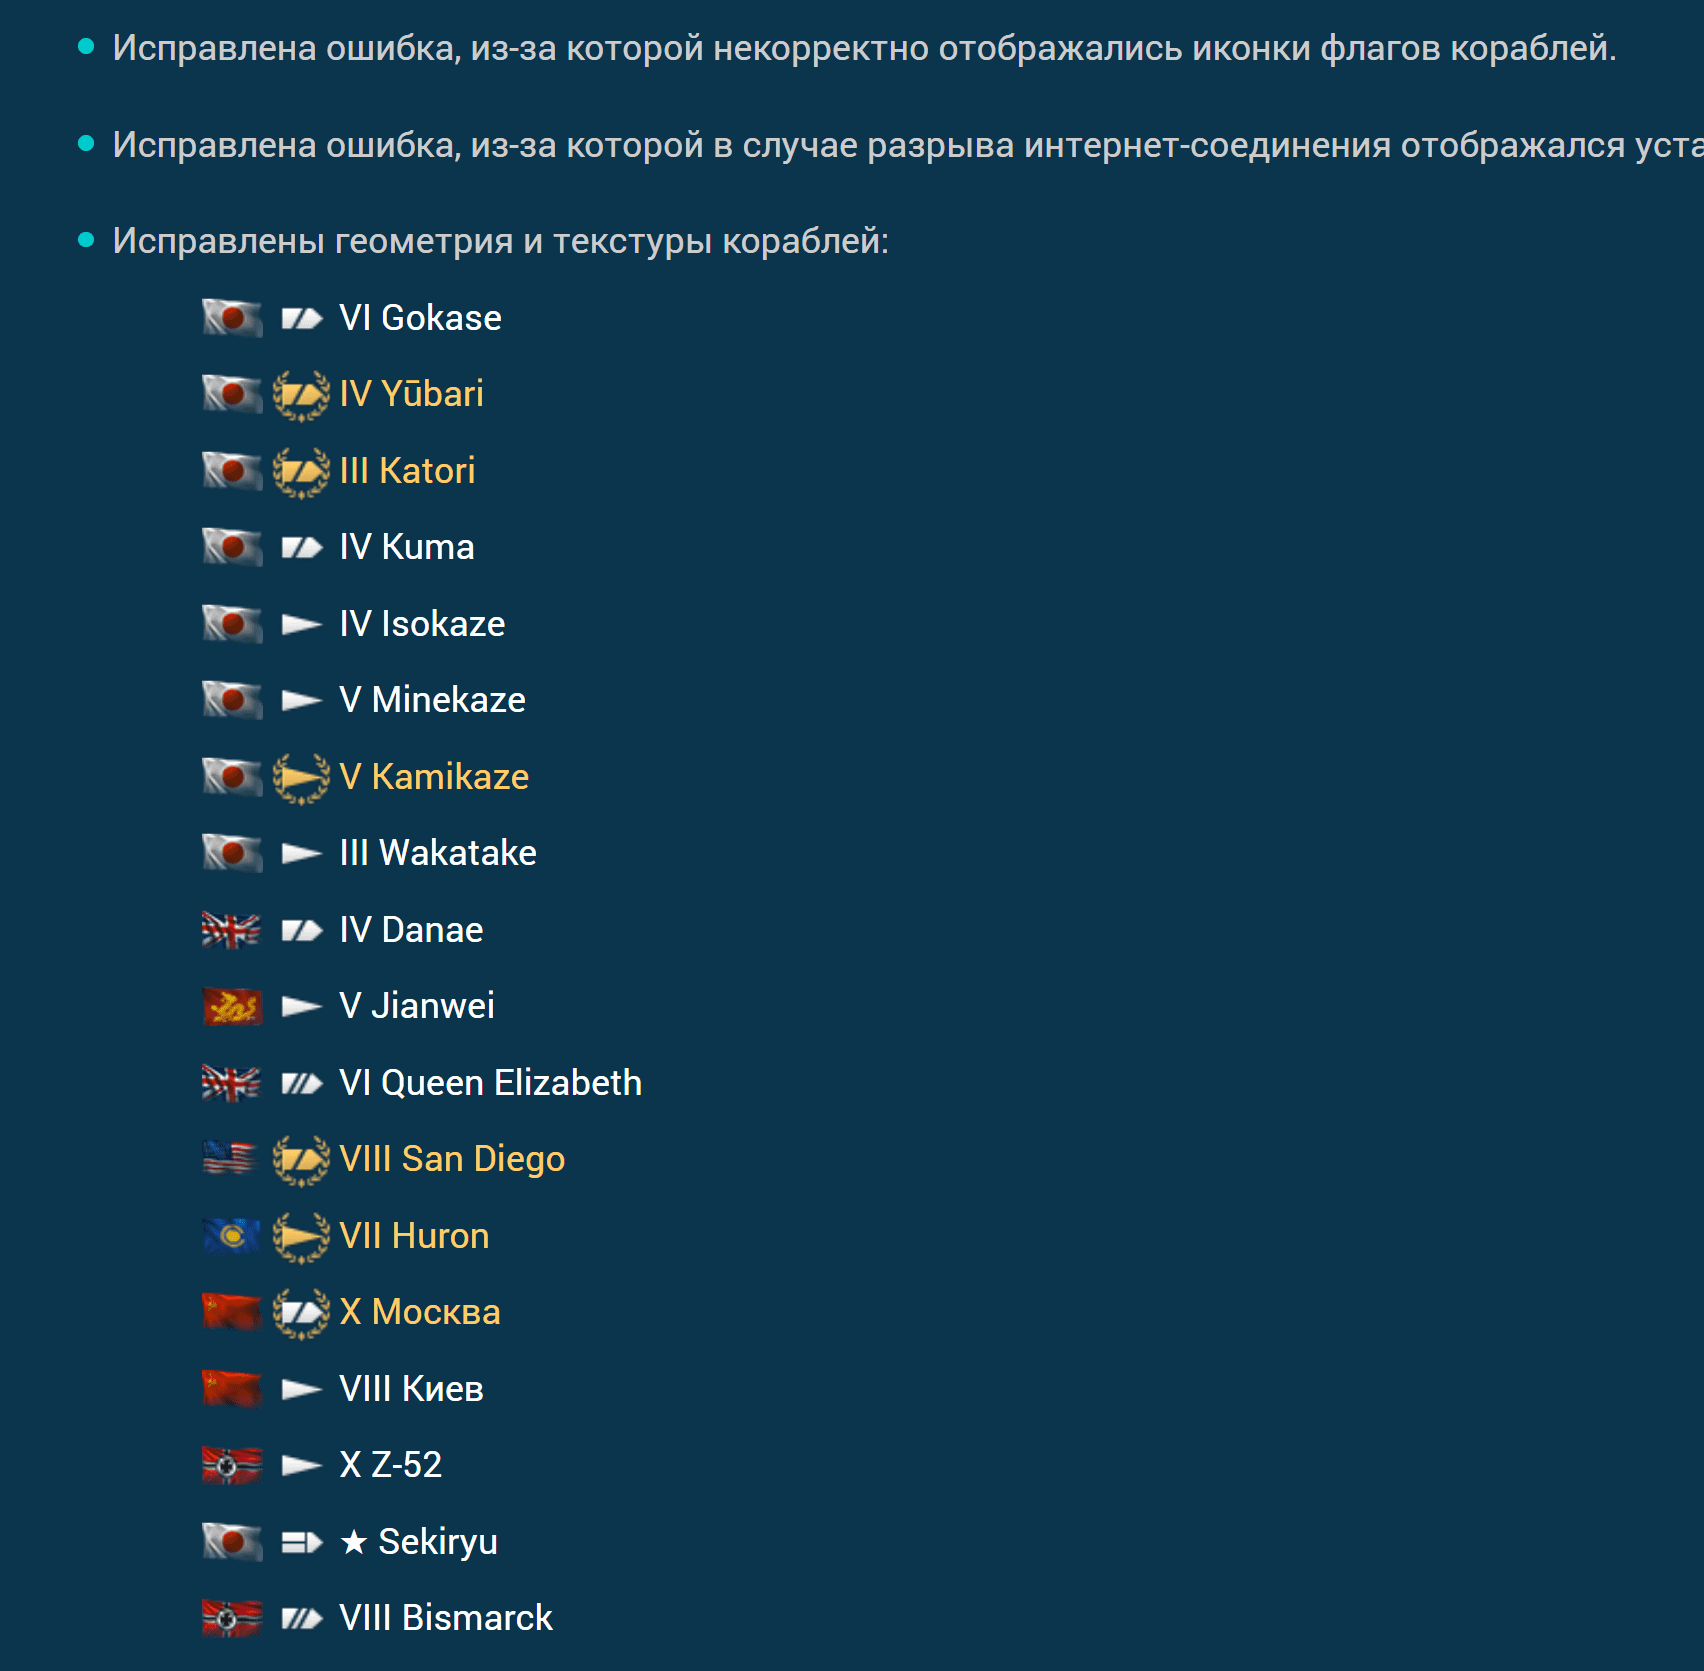 Исправлена ошибка, из-за которой некорректно отображались иконки флагов кораблей.
Исправлена ошибка, из-за которой в случае разрыва интернет-соединения отображался
Исправлены геометрия и текстуры кораблей:
VI Gokase
IV Yūbari
III Katori
IV Kuma
IV Isokaze
V Minekaze
V Kamikaze
III Wakatake
IV Danae
V Jianwei
VI Queen Elizabeth
VIII San Diego
VII Huron
X Москва
VIII Киев
X Z-52
★ Sekiryu
VIII Bismarck